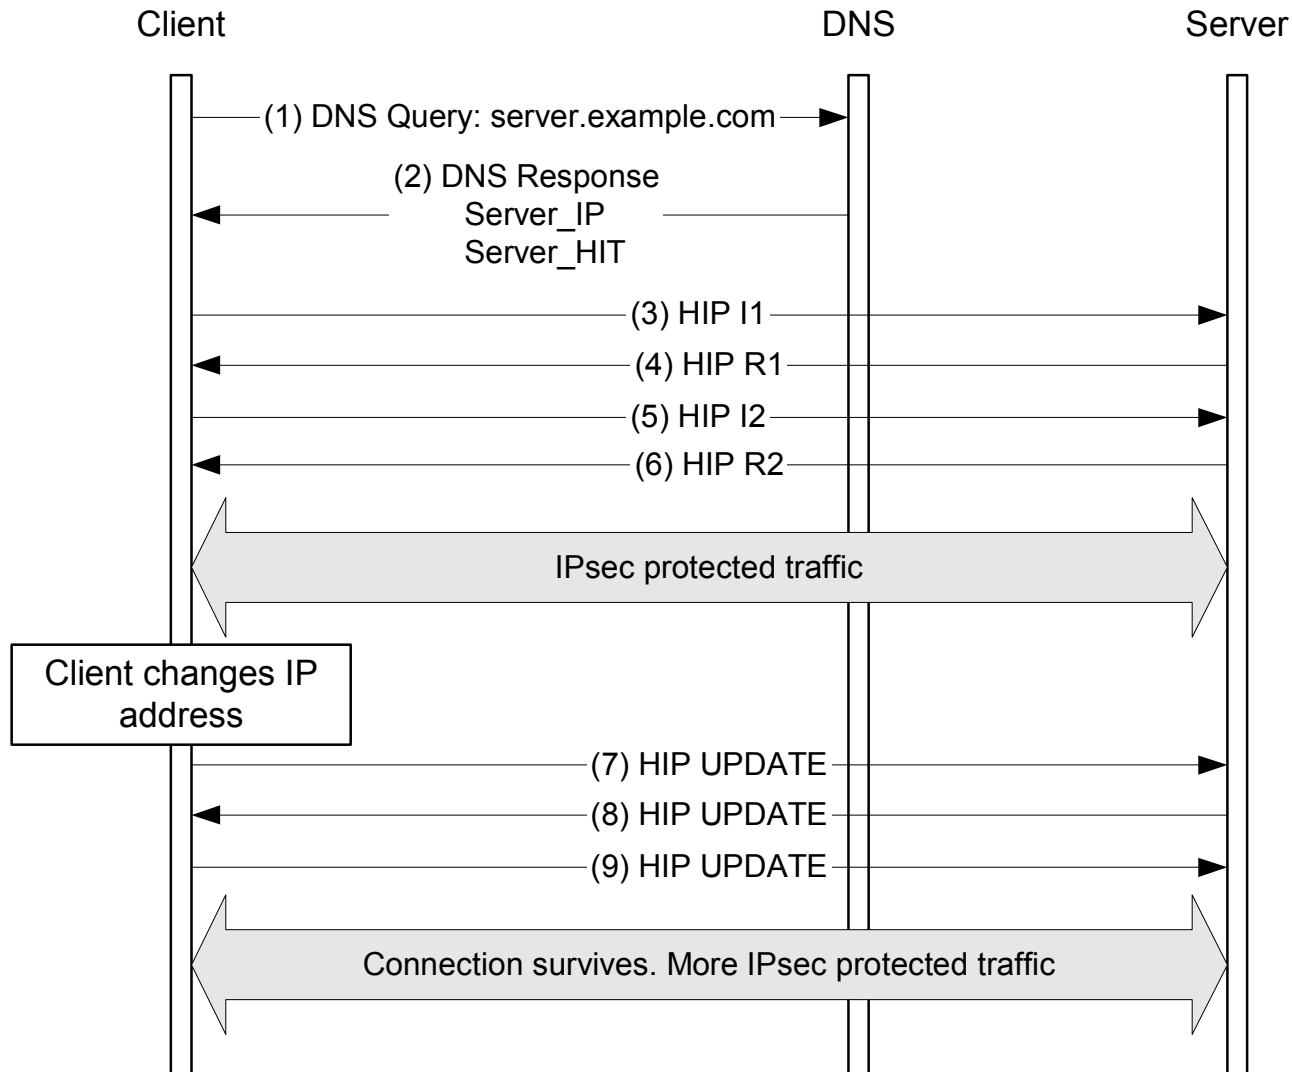 Client
DNS
Server
(1) DNS Query: server.example.com
(2) DNS Response
Server_IP
Server_HIT
(3) HIP I1
(4) HIP R1
(5) HIP I2
(6) HIP R2
IPsec protected traffic
Client changes IP
address
(7) HIP UPDATE
(8) HIP UPDATE
(9) HIP UPDATE
Connection survives. More IPsec protected traffic